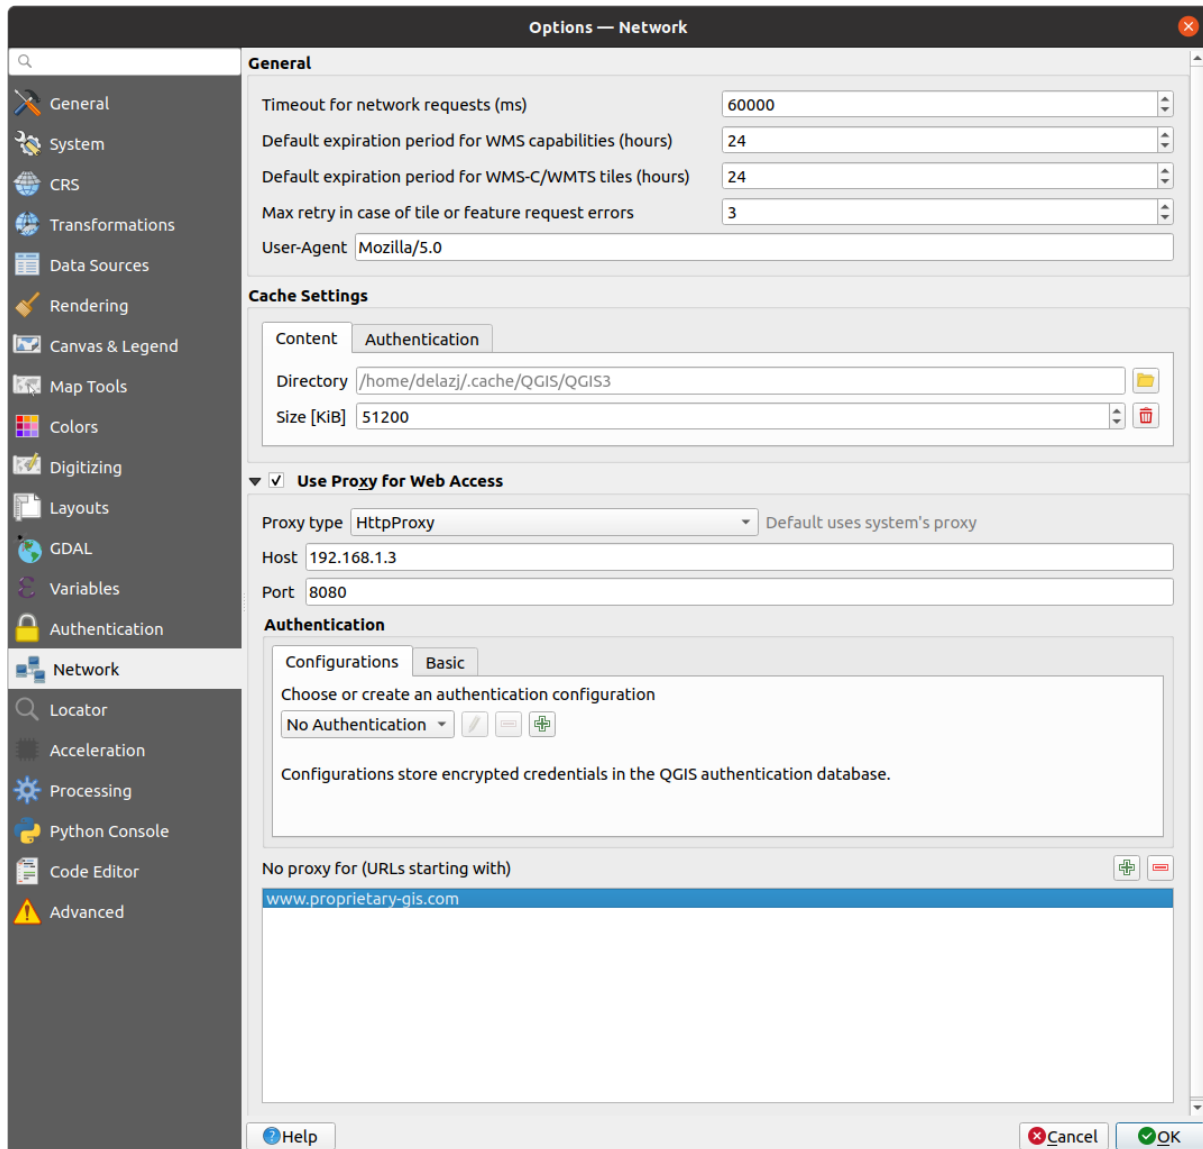 Options — Network
General
System
CRS
Transformations
Data Sources
Rendering
Canvas & Legend
Map Tools
Colors
Digitizing
Layouts
GDAL
Variables
Authentication
Network
Locator
Acceleration
Processing
Python Console
Code Editor
Advanced
General
Timeout for network requests (ms) 60000
Default expiration period for WMS capabilities (hours) 24
Default expiration period for WMS-C/WMTS tiles (hours) 24
Max retry in case of tile or feature request errors 3
User-Agent Mozilla/5.0
Cache Settings
Content Authentication
Directory /home/delazj/.cache/QGIS/QGIS3
Size [KiB] 51200
Use Proxy for Web Access
Proxy type HttpProxy Default uses system's proxy
Host 192.168.1.3
Port 8080
Authentication
Configurations Basic
Choose or create an authentication configuration
No Authentication
Configurations store encrypted credentials in the QGIS authentication database.
No proxy for (URLs starting with)
www.proprietary-gis.com
Help Cancel OK